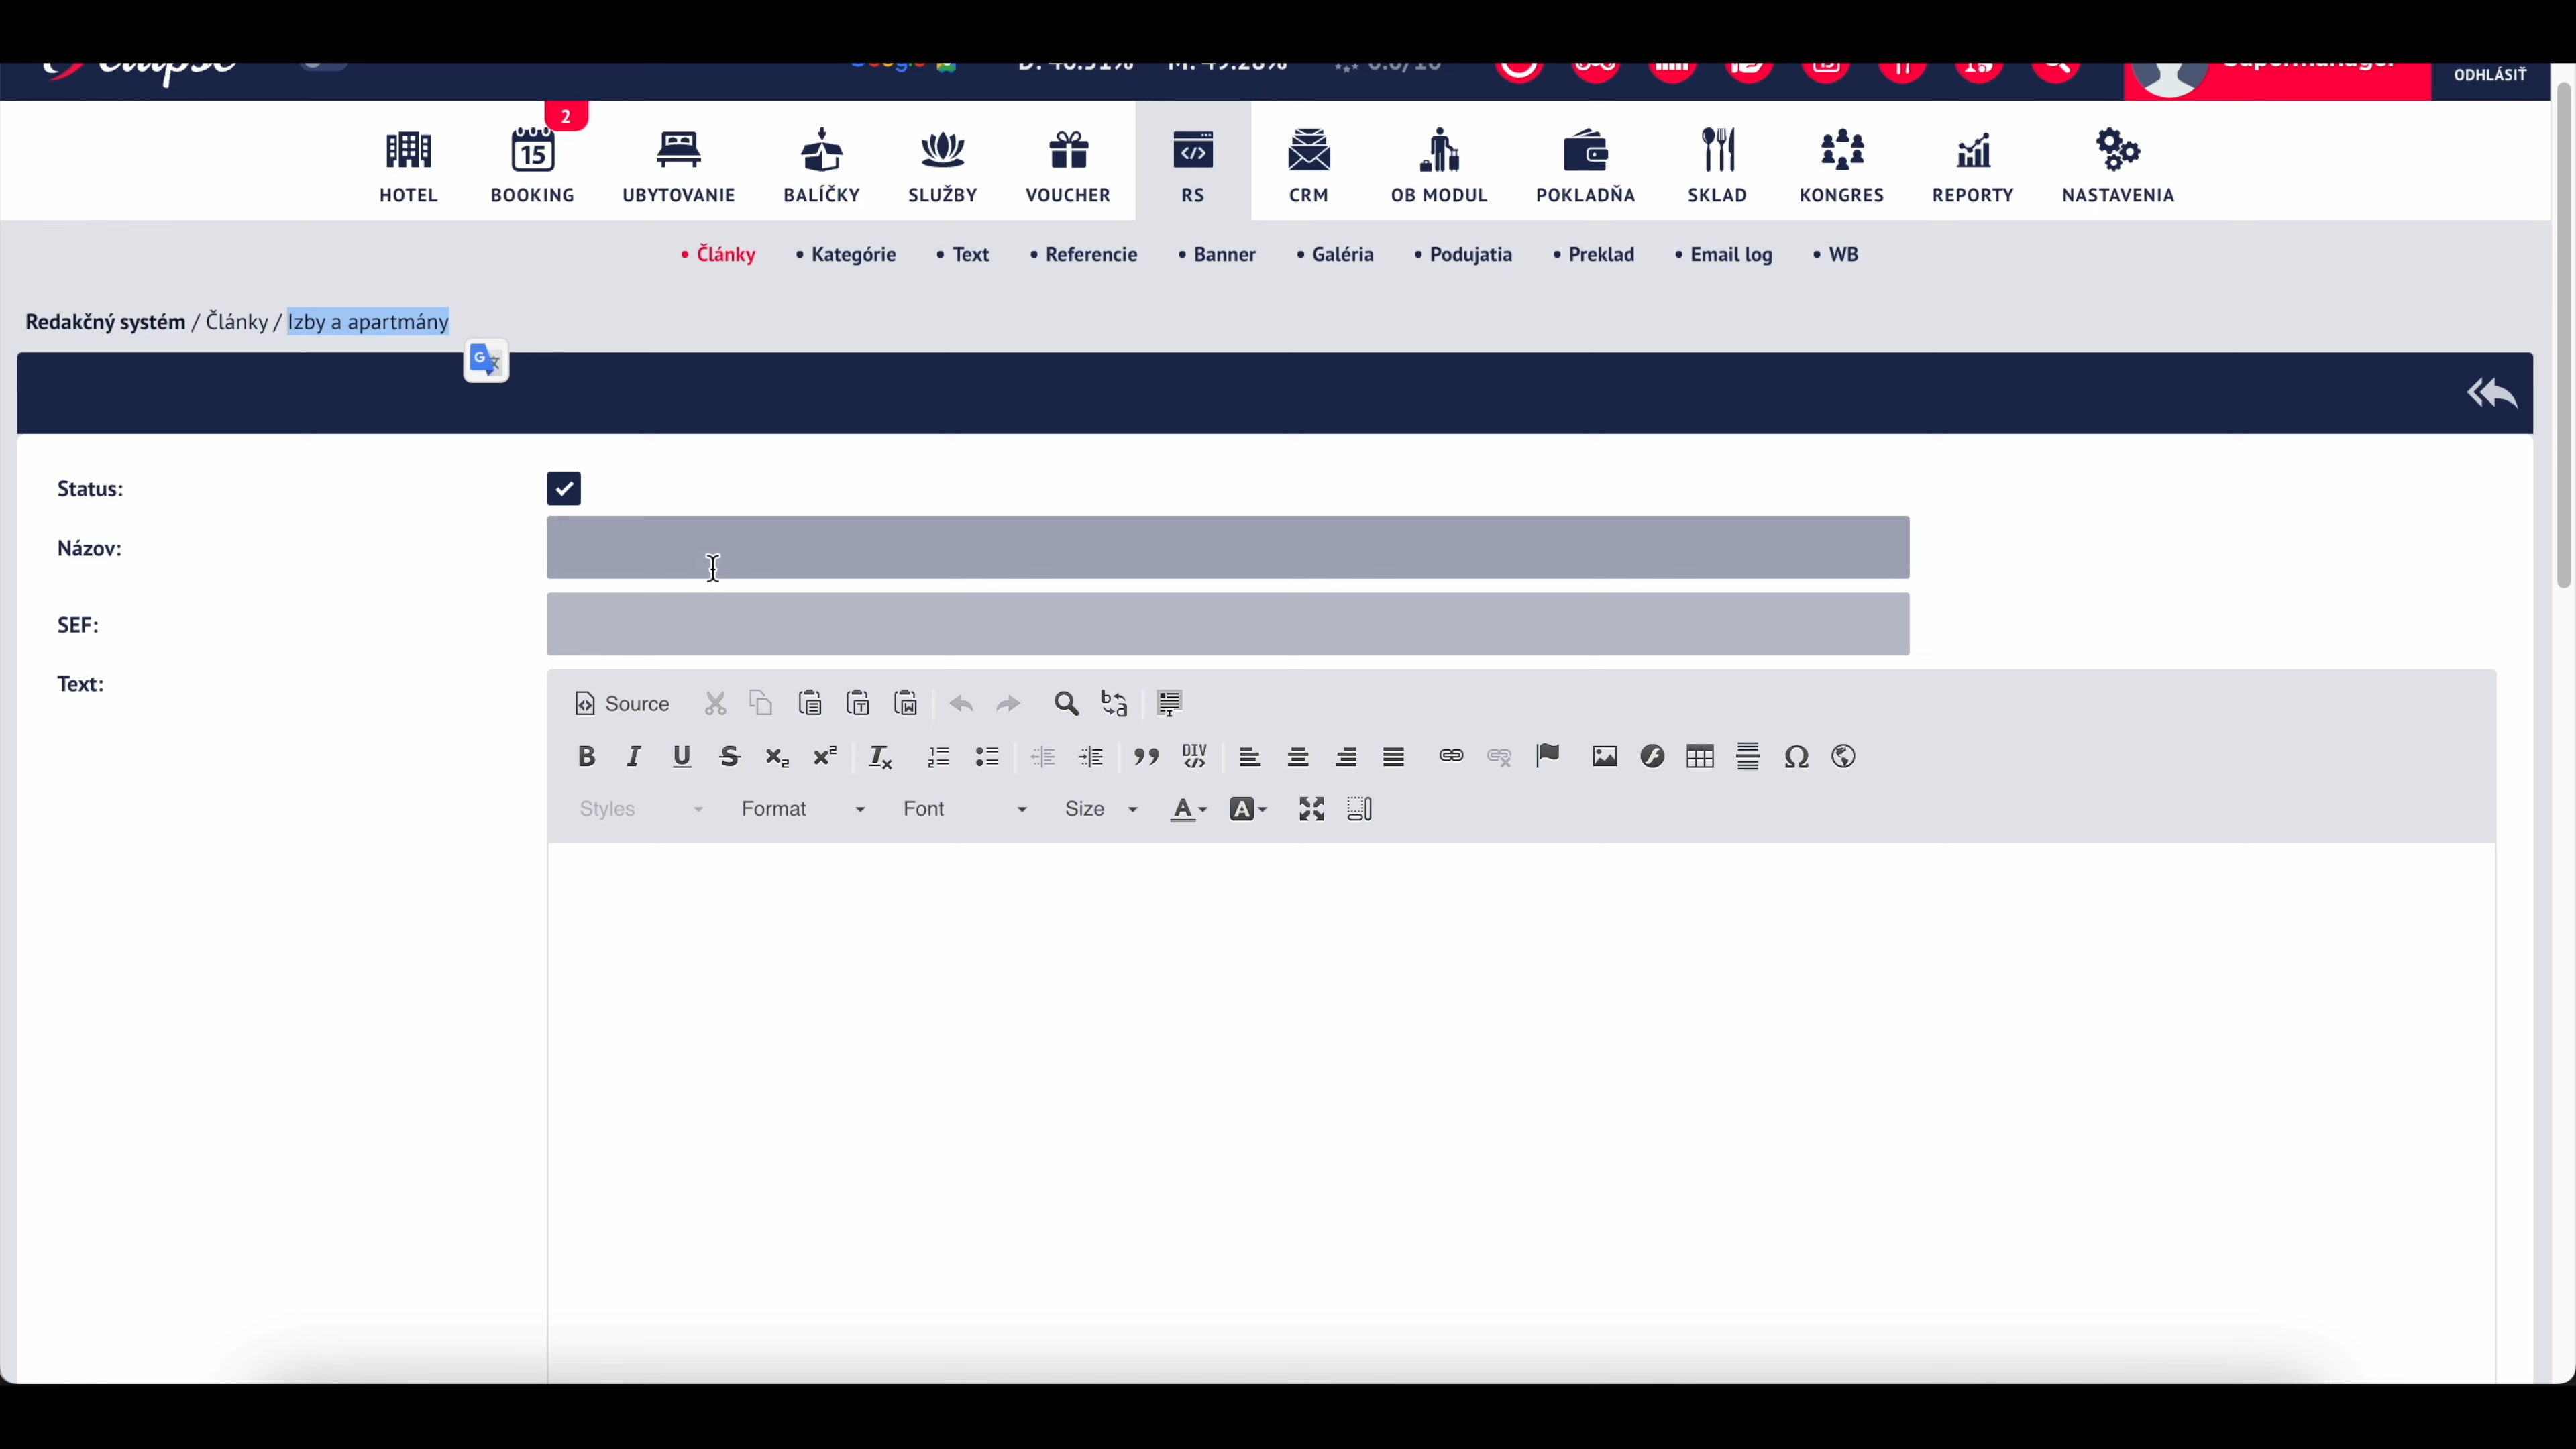 ODHLÁSIŤ
2
15
HOTEL BOOKING UBYTOVANIE BALÍČKY SLUŽBY VOUCHER RS CRM OB MODUL POKLADŇA SKLAD KONGRES REPORTY NASTAVENIA
• Články • Kategórie • Text • Referencie • Banner • Galéria • Podujatia • Preklad • Email log • WB
Redakčný systém / Články / Izby a apartmány
Status:
Názov:
SEF:
Text:
Source
Styles Format Font Size